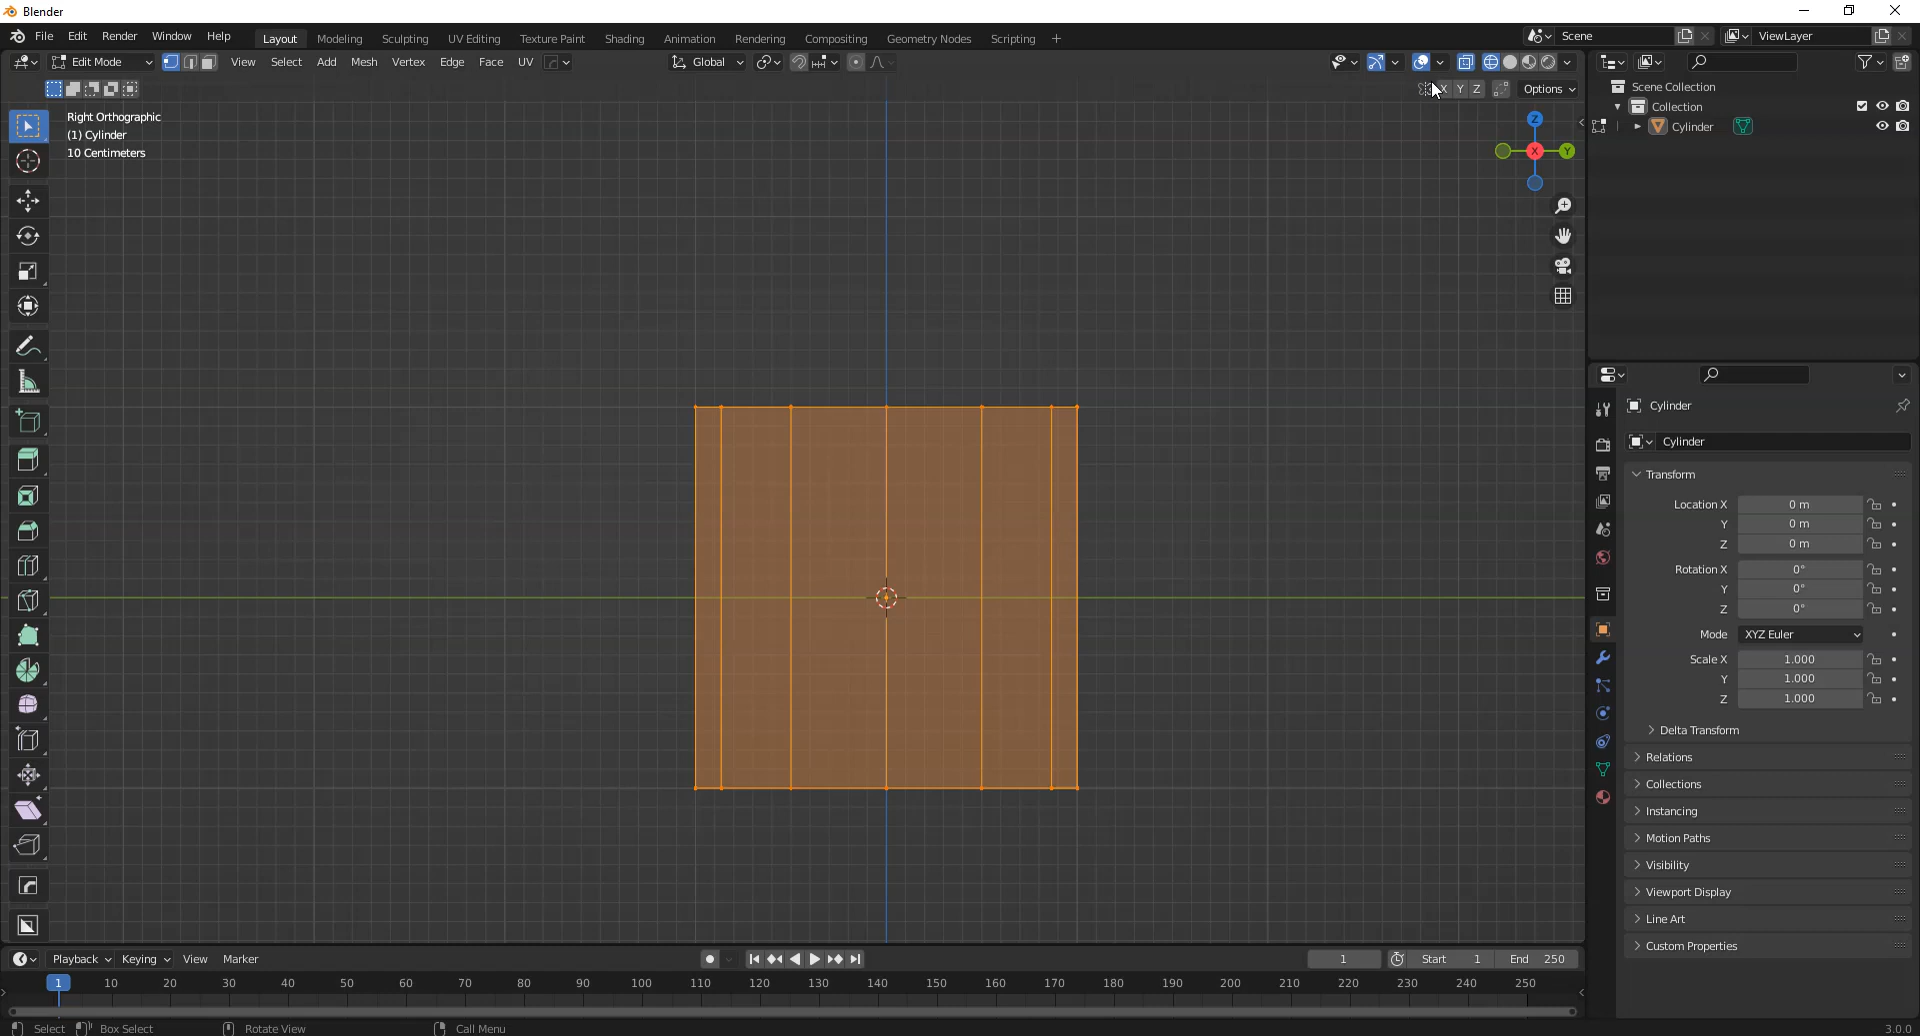 Blender
File Edit Render Window Help Layout Modeling Sculpting UV Editing Texture Paint Shading Animation Rendering Compositing Geometry Nodes Scripting + Scene ViewLayer
Edit Mode View Select Add Mesh Vertex Edge Face UV Global
X Y Z Options
Right Orthographic
(1) Cylinder
10 Centimeters
Z
X Y
Scene Collection
Collection
Cylinder
Cylinder
Cylinder
Transform
Location X 0 m
Y 0 m
Z 0 m
Rotation X 0°
Y 0°
Z 0°
Mode XYZ Euler
Scale X 1.000
Y 1.000
Z 1.000
Delta Transform
Relations
Collections
Instancing
Motion Paths
Visibility
Viewport Display
Line Art
Custom Properties
Playback Keying View Marker 1 Start 1 End 250
1 10 20 30 40 50 60 70 80 90 100 110 120 130 140 150 160 170 180 190 200 210 220 230 240 250
Select Box Select Rotate View Call Menu 3.0.0